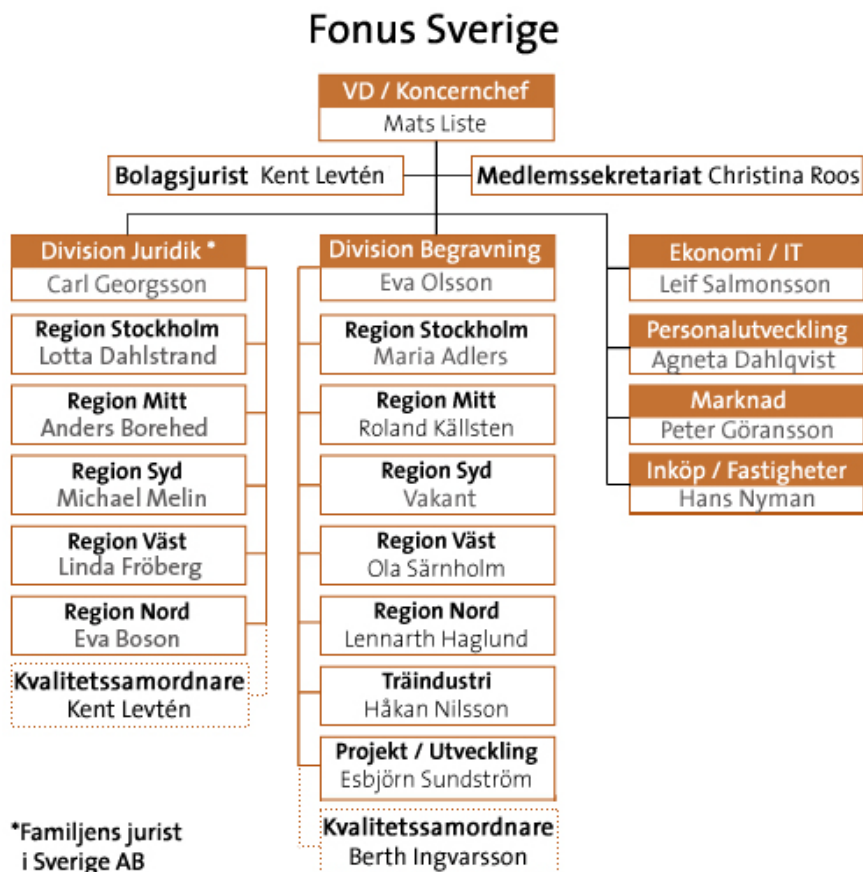 Fonus Sverige
VD / Koncernchef
Mats Liste
Bolagsjurist Kent Levtén
Medlemssekretariat Christina Roos
Division Juridik *
Carl Georgsson
Region Stockholm
Lotta Dahlstrand
Region Mitt
Anders Borehed
Region Syd
Michael Melin
Region Väst
Linda Fröberg
Region Nord
Eva Boson
Kvalitetssamordnare
Kent Levtén
Division Begravning
Eva Olsson
Region Stockholm
Maria Adlers
Region Mitt
Roland Källsten
Region Syd
Vakant
Region Väst
Ola Särnholm
Region Nord
Lennarth Haglund
Träindustri
Håkan Nilsson
Projekt / Utveckling
Esbjörn Sundström
Kvalitetssamordnare
Berth Ingvarsson
Ekonomi / IT
Leif Salmonsson
Personalutveckling
Agneta Dahlqvist
Marknad
Peter Göransson
Inköp / Fastigheter
Hans Nyman
*Familjens jurist
i Sverige AB